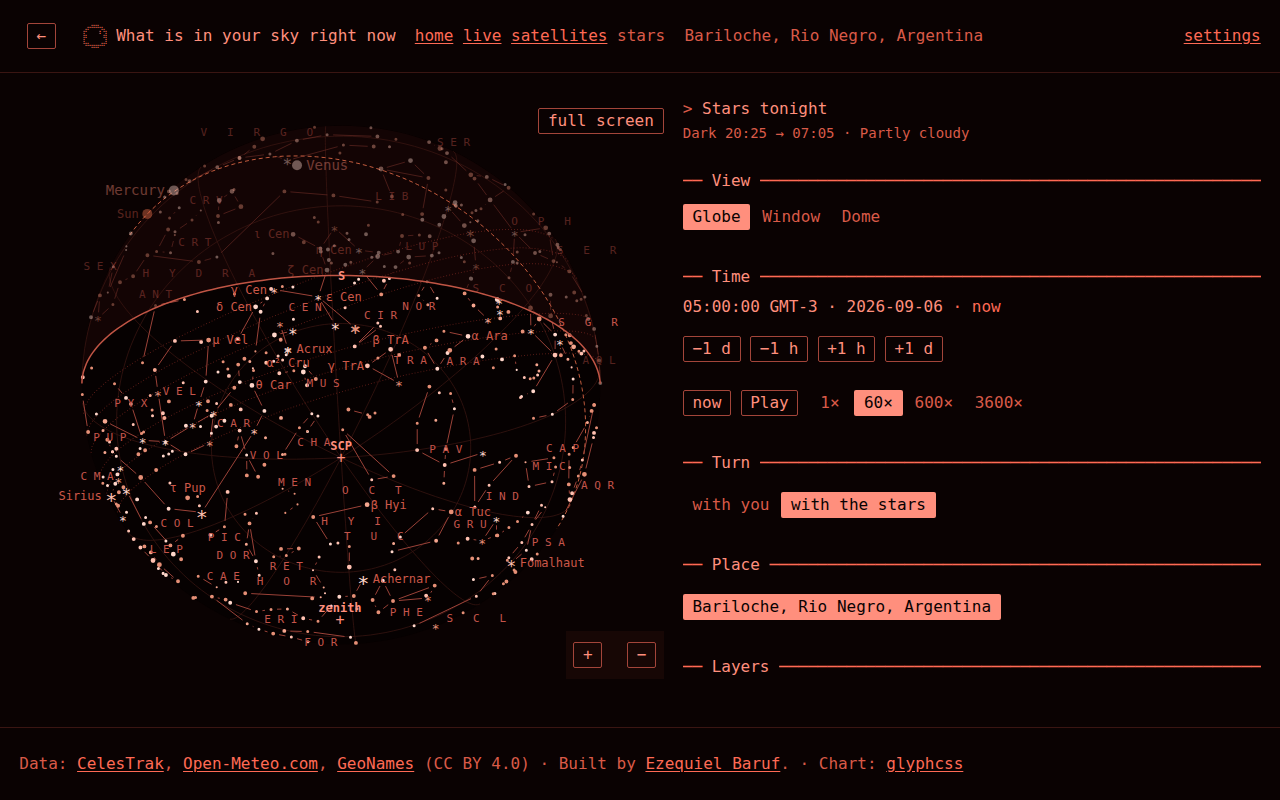 ← What is in your sky right now home live satellites stars Bariloche, Rio Negro, Argentina settings
full screen
V I R G O
S E R
Venus
Mercury
C R V
L I B
Sun
O P H
ι Cen
C R T
L U P
η Cen
S E R
S E X
H Y D R A
ζ Cen
S
S C O
A N T
γ Cen
ε Cen
δ Cen
C E N
N O R
C I R
S G R
μ Vel
β TrA
α Ara
Acrux
α² Cru
γ TrA
T R A
A R A
θ Car
M U S
V E L
P Y X
C A R
P U P
C H A
SCP
P A V
C A P
V O L
M I C
C M A
M E N
A Q R
Sirius
τ Pup
O C T
I N D
β Hyi
α Tuc
C O L
H Y I
G R U
P I C
T U C
P S A
L E P
D O R
R E T
Fomalhaut
C A E
H O R
Achernar
zenith
P H E
E R I
S C L
F O R
+ −
> Stars tonight
Dark 20:25 → 07:05 · Partly cloudy
View
Globe Window Dome
Time
05:00:00 GMT-3 · 2026-09-06 · now
−1 d −1 h +1 h +1 d
now Play 1× 60× 600× 3600×
Turn
with you with the stars
Place
Bariloche, Rio Negro, Argentina
Layers
Data: CelesTrak, Open-Meteo.com, GeoNames (CC BY 4.0) · Built by Ezequiel Baruf. · Chart: glyphcss